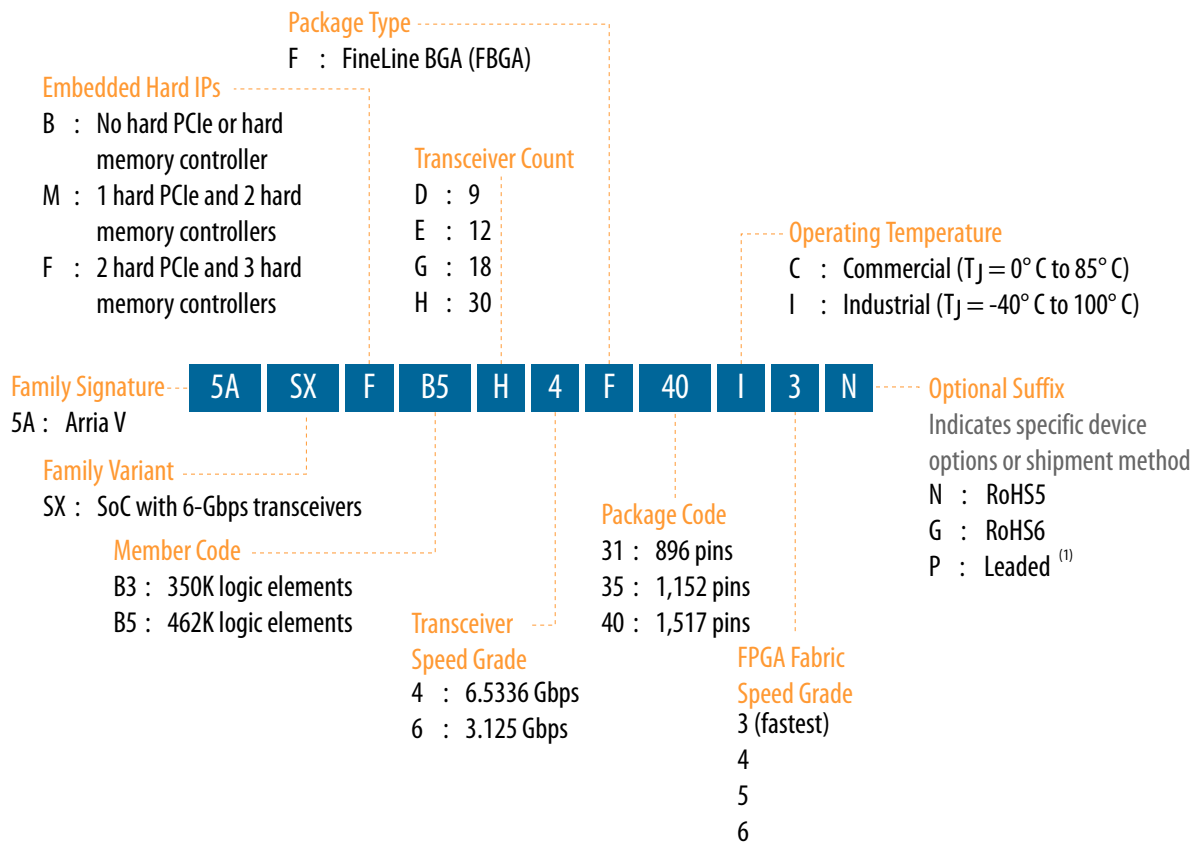 Package Type
F : FineLine BGA (FBGA)
Embedded Hard IPs
B : No hard PCIe or hard
memory controller
M : 1 hard PCIe and 2 hard
memory controllers
F : 2 hard PCIe and 3 hard
memory controllers
Transceiver Count
D : 9
E : 12
G : 18
H : 30
Operating Temperature
C : Commercial (TJ = 0° C to 85° C)
I : Industrial (TJ = -40° C to 100° C)
Family Signature
5A : Arria V
5A SX F B5 H 4 F 40 I 3 N
Optional Suffix
Indicates specific device
options or shipment method
N : RoHS5
G : RoHS6
P : Leaded (1)
Family Variant
SX : SoC with 6-Gbps transceivers
Member Code
B3 : 350K logic elements
B5 : 462K logic elements
Transceiver
Speed Grade
4 : 6.5336 Gbps
6 : 3.125 Gbps
Package Code
31 : 896 pins
35 : 1,152 pins
40 : 1,517 pins
FPGA Fabric
Speed Grade
3 (fastest)
4
5
6